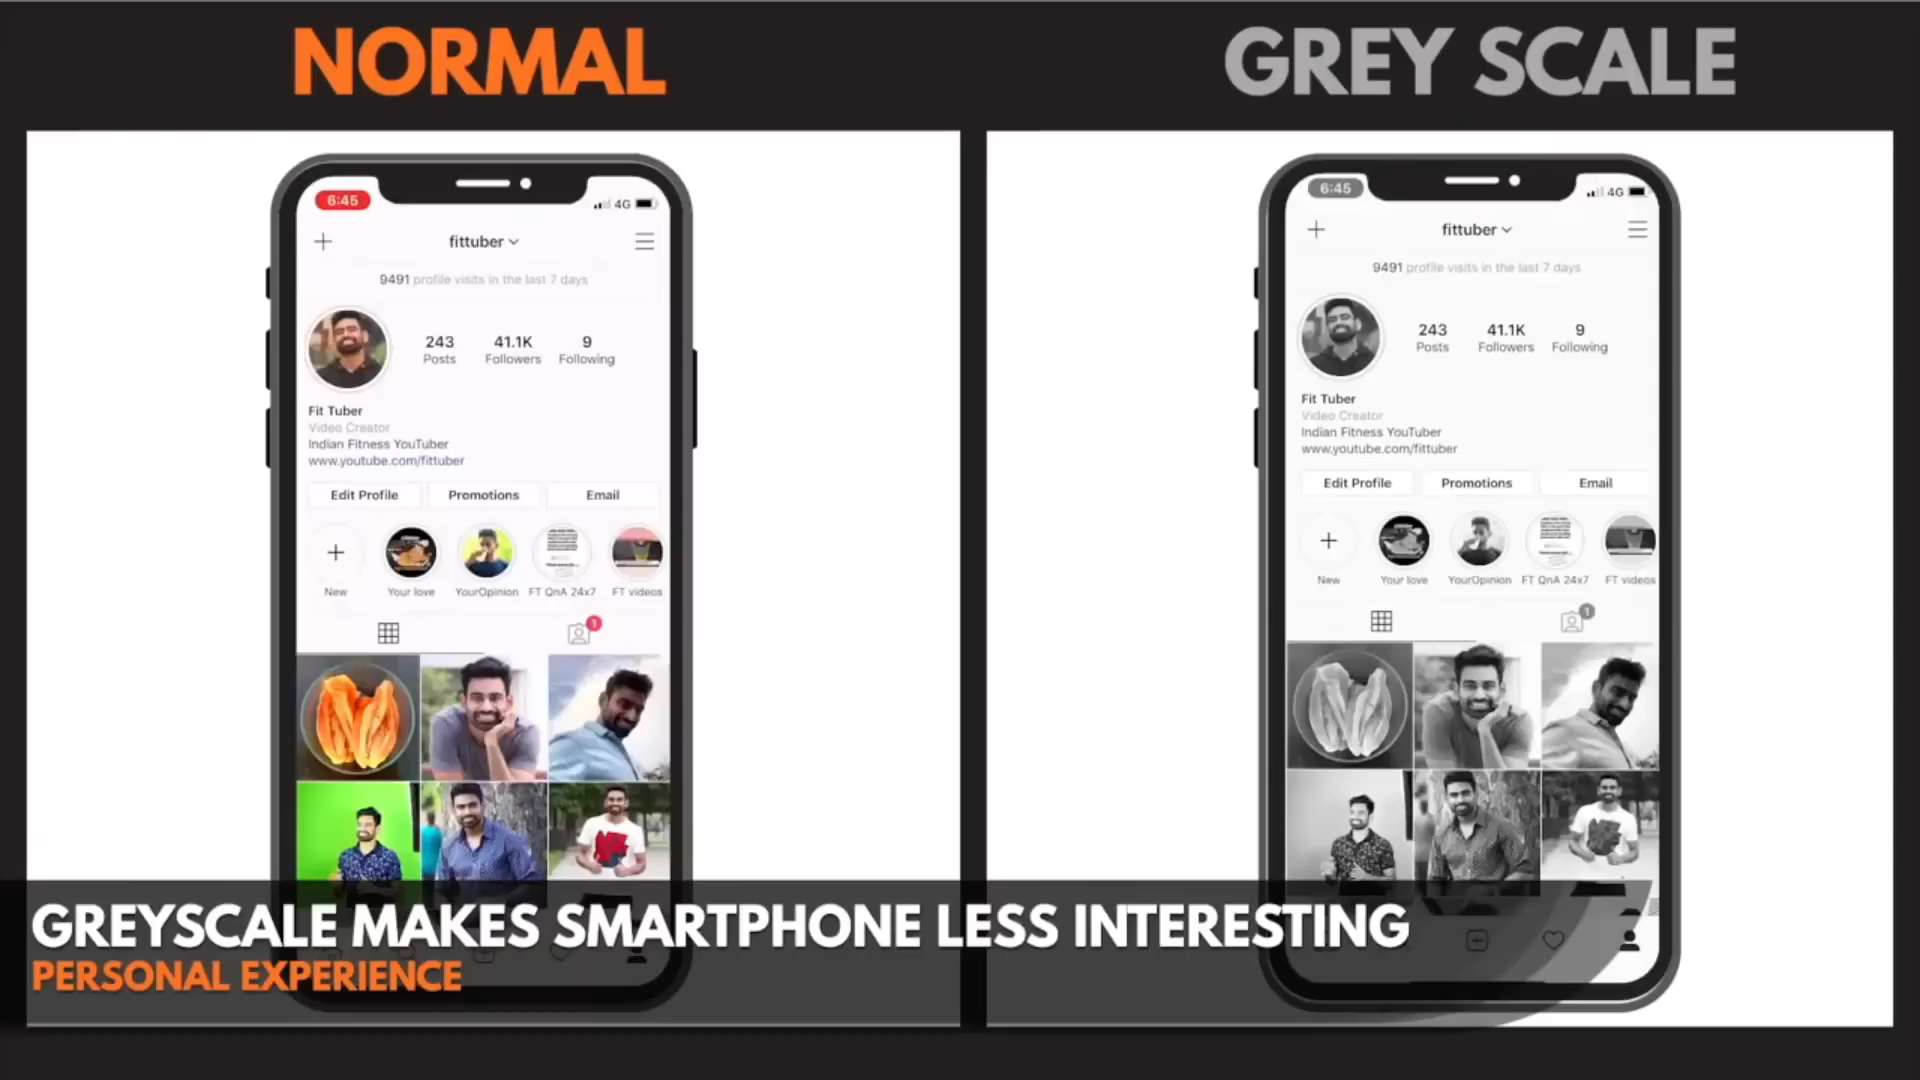 NORMAL
6:45
4G
fittuber
9491 profile visits in the last 7 days
243 41.1K 9
Posts Followers Following
Fit Tuber
Video Creator
Indian Fitness YouTuber
www.youtube.com/fittuber
Edit Profile Promotions Email
New Your love YourOpinion FT QnA 24x7 FT videos
1
GREY SCALE
6:45
4G
fittuber
9491 profile visits in the last 7 days
243 41.1K 9
Posts Followers Following
Fit Tuber
Video Creator
Indian Fitness YouTuber
www.youtube.com/fittuber
Edit Profile Promotions Email
New Your love YourOpinion FT QnA 24x7 FT videos
1
GREYSCALE MAKES SMARTPHONE LESS INTERESTING
PERSONAL EXPERIENCE